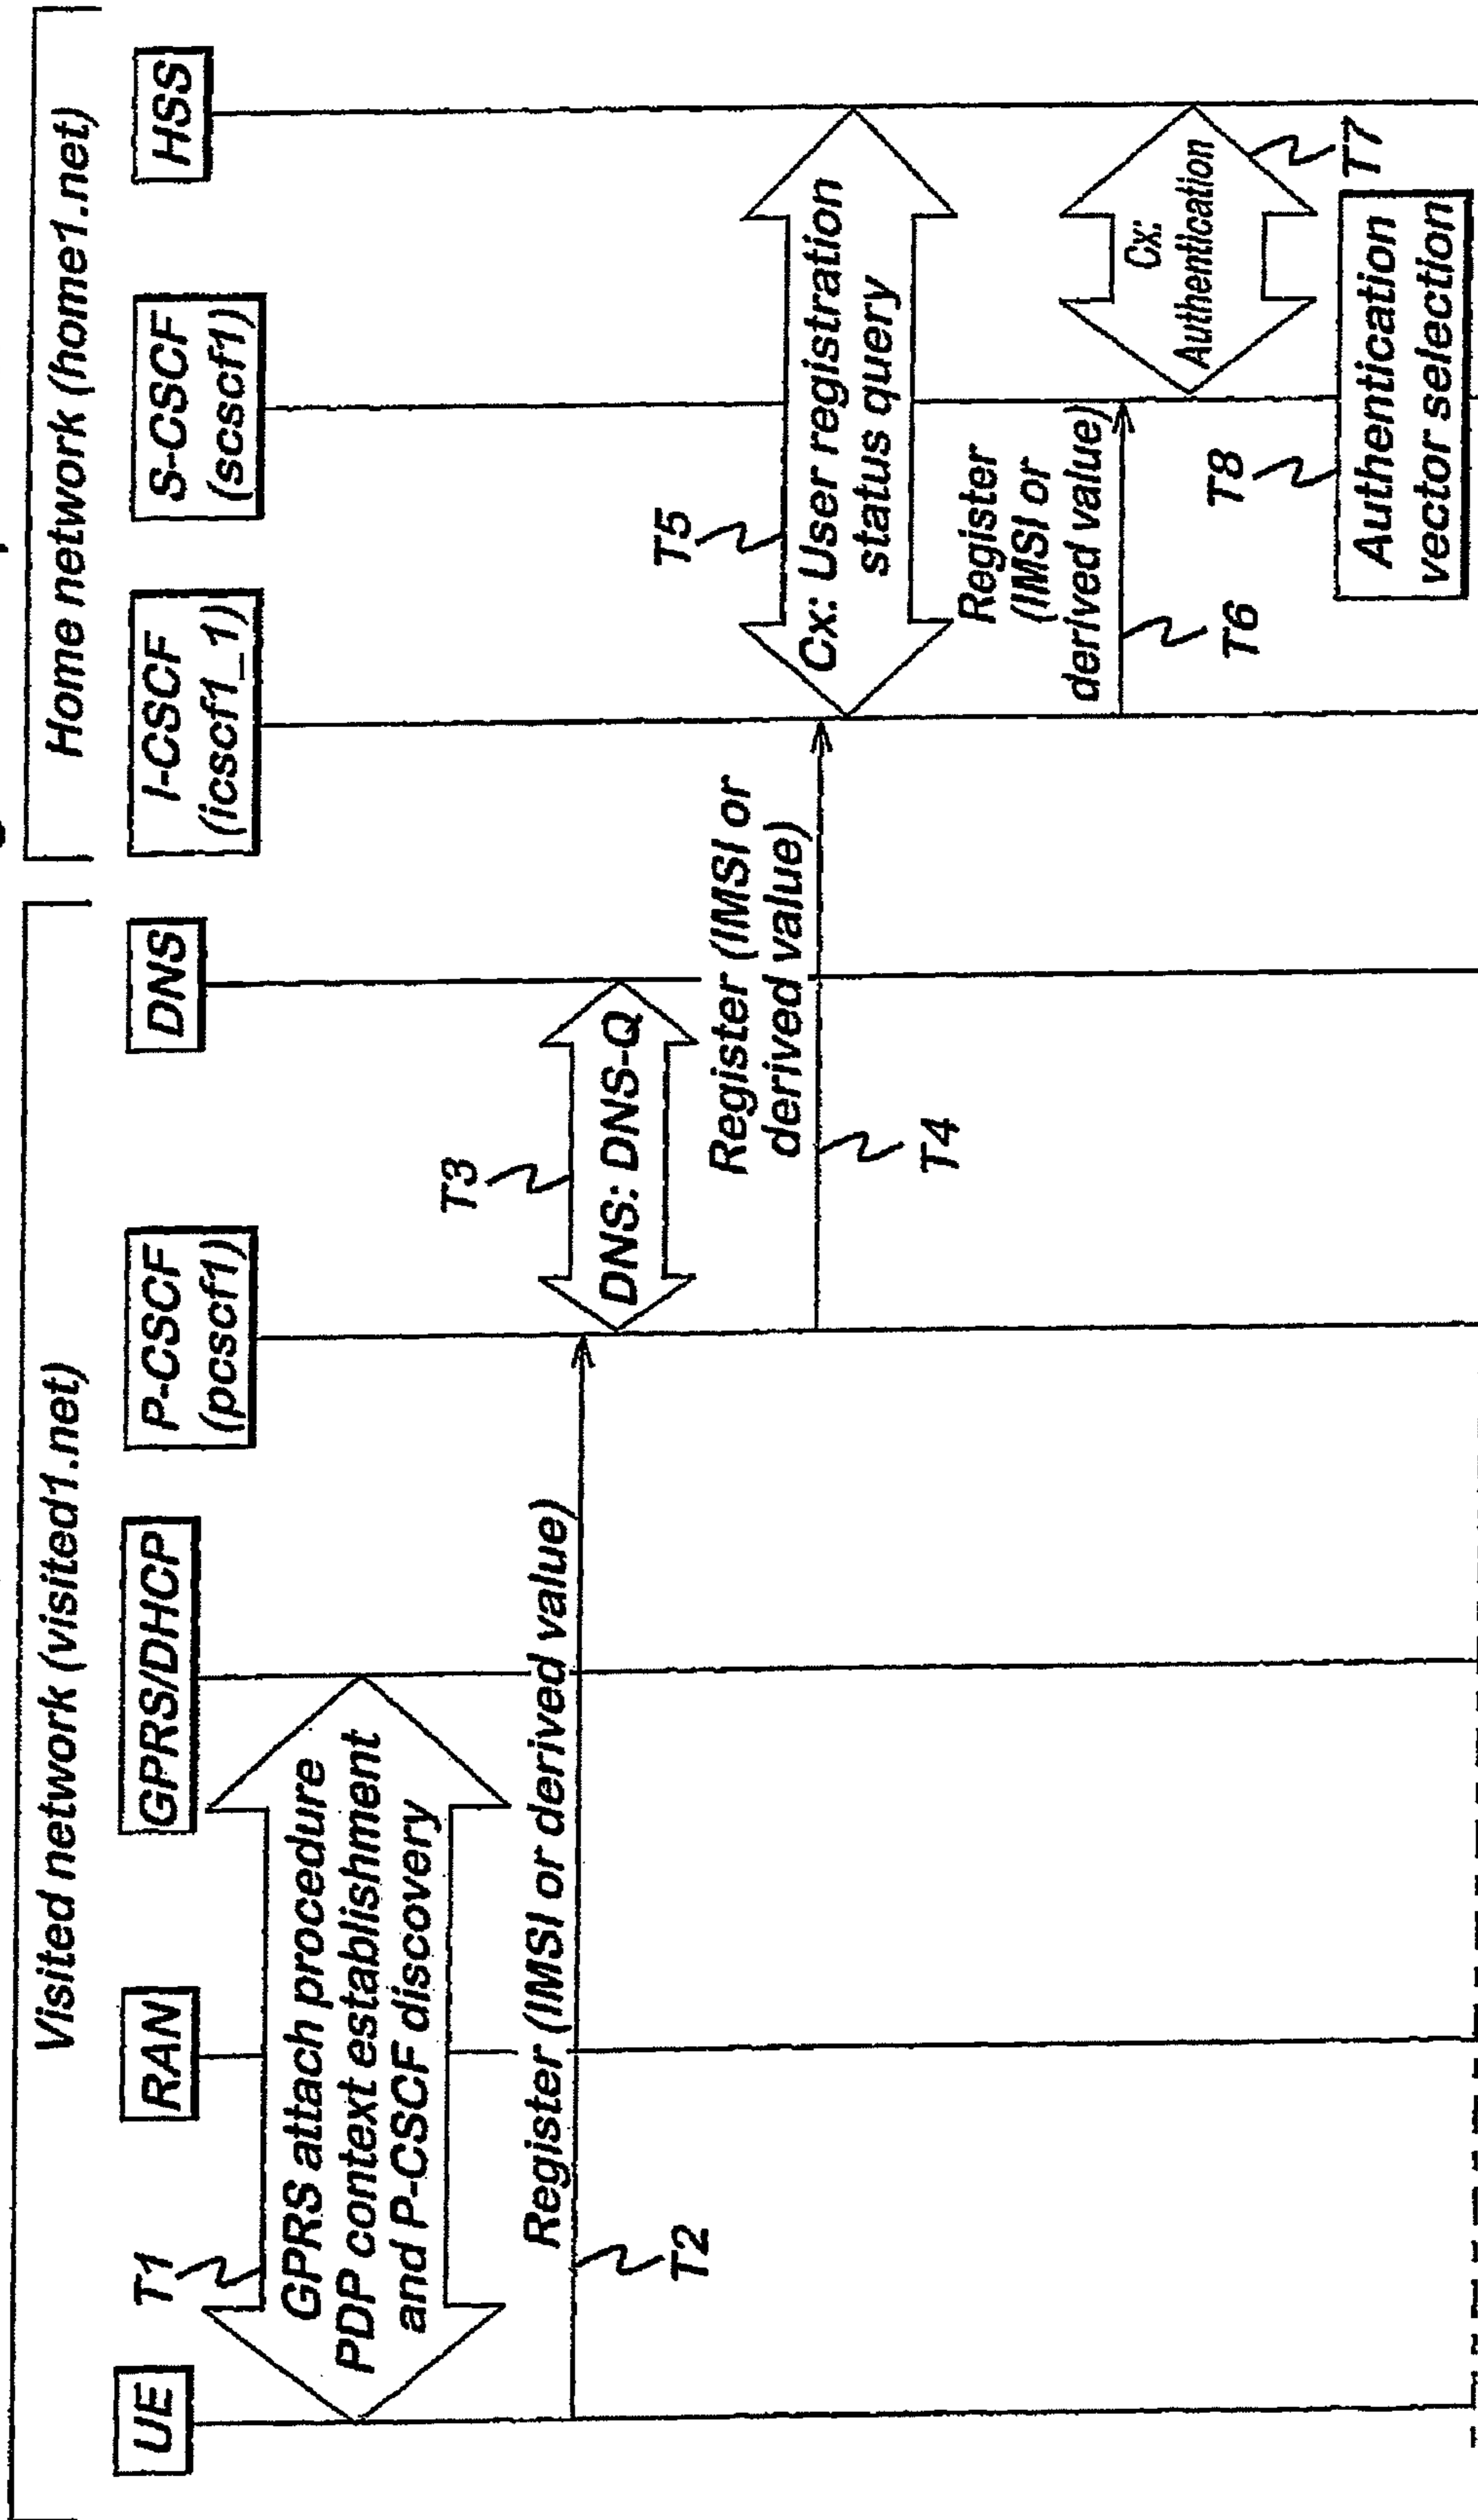 Visited network (visited1.net)
Home network (home1.net)
UE
RAN
GPRS/DHCP
P-CSCF
(pcscf1)
DNS
I-CSCF
(icscf1_1)
S-CSCF
(scscf1)
HSS
T1
GPRS attach procedure
PDP context establishment
and P-CSCF discovery
Register (IMSI or derived value)
T2
T3
DNS: DNS-Q
Register (IMSI or
derived value)
T4
T5
Cx: User registration
status query
Register
(IMSI or
derived value)
T6
Cx:
Authentication
T7
T8
Authentication
vector selection